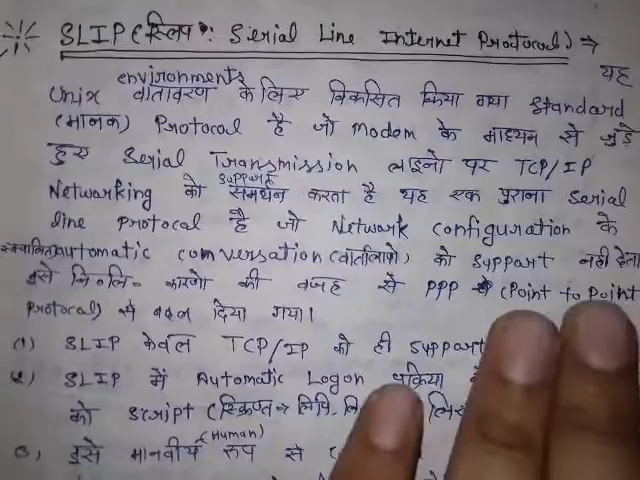 SLIP (स्लिप : Serial Line Internet Protocol) ⇒
यह
environments
Unix वातावरण के लिए विकसित किया गया Standard
(मानक) Protocol है जो Modem के माध्यम से जुड़े
हुए Serial Transmission लाइनो पर TCP/IP
support
Networking को समर्थन करता है यह एक पुराना Serial
line Protocol है जो Network Configuration के
Automatic Conversation (वार्तालापो) को Support नही देता
इसे नि०लि० कारणो की वजह से PPP (Point to Point
Protocol) से बदल दिया गया।
(1) SLIP केवल TCP/IP को ही Support
2) SLIP में Automatic Logon प्रक्रिया
को Script (स्क्रिप्ट → लिपि
(Human)
3) इसे मानवीय रूप से